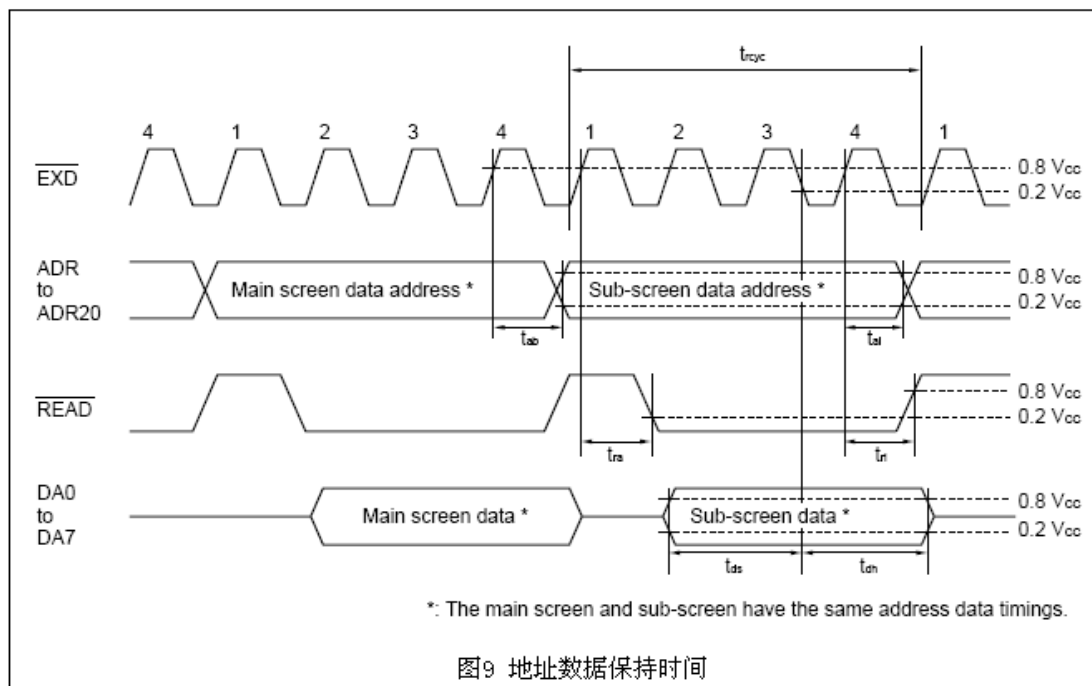 trcyc
4 1 2 3 4 1 2 3 4 1
EXD
0.8 Vcc
0.2 Vcc
ADR
to
ADR20
Main screen data address *
Sub-screen data address *
0.8 Vcc
0.2 Vcc
tab
tai
READ
0.8 Vcc
0.2 Vcc
tra
tri
DA0
to
DA7
Main screen data *
Sub-screen data *
0.8 Vcc
0.2 Vcc
tds
tdh
*: The main screen and sub-screen have the same address data timings.
图9 地址数据保持时间